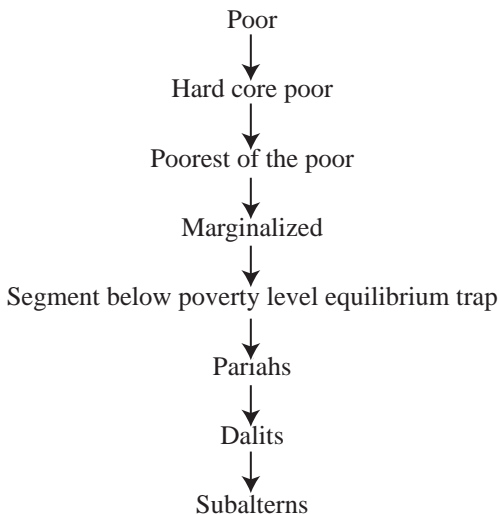 Poor
Hard core poor
Poorest of the poor
Marginalized
Segment below poverty level equilibrium trap
Pariahs
Dalits
Subalterns